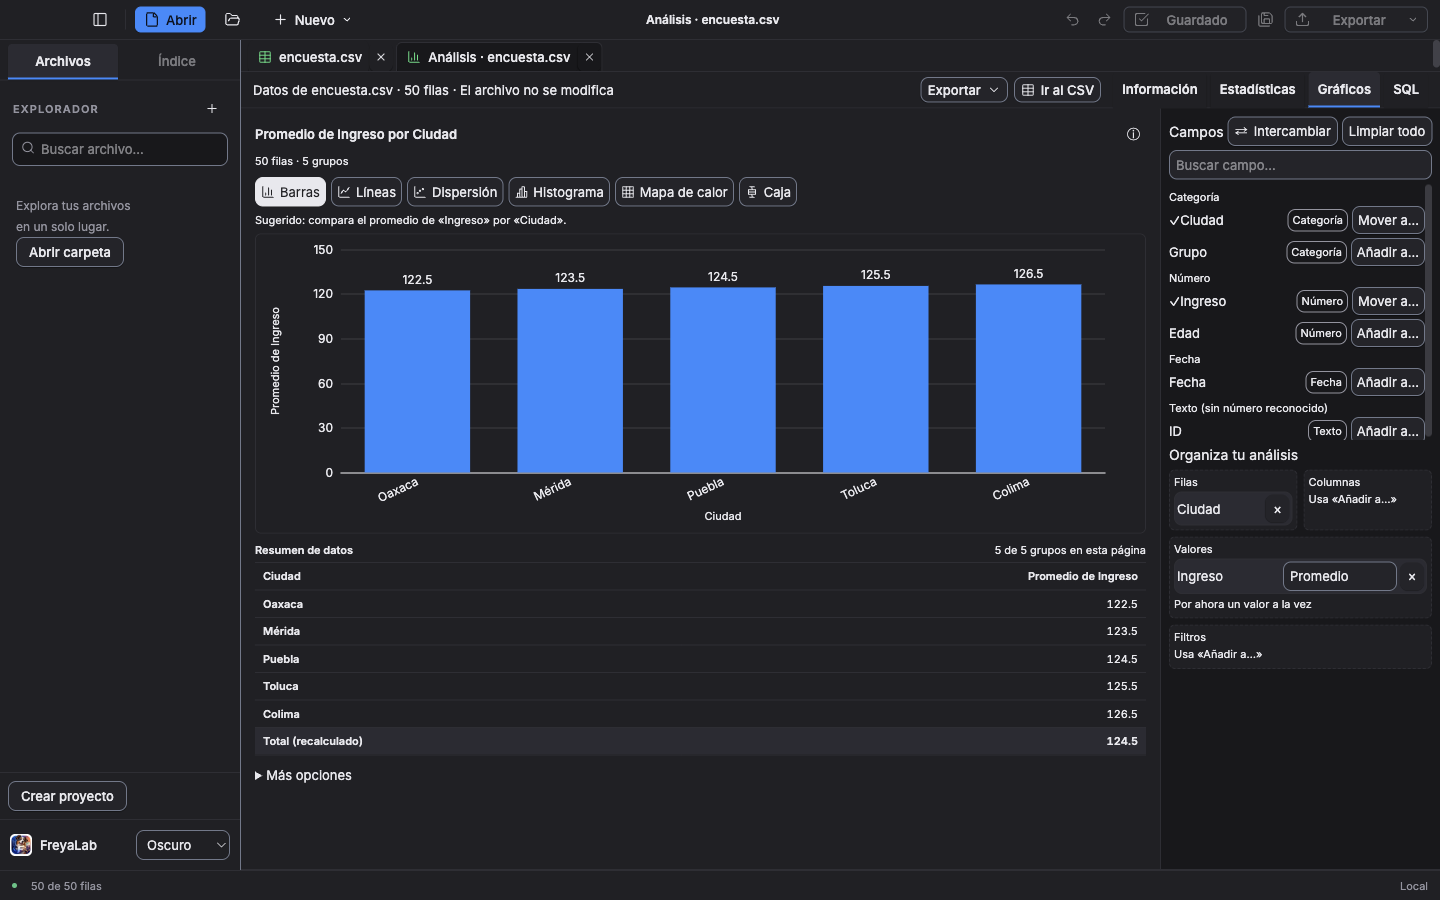 Abrir
Nuevo
Análisis · encuesta.csv
Guardado
Exportar
Archivos
Índice
encuesta.csv
Análisis · encuesta.csv
EXPLORADOR
Buscar archivo...
Explora tus archivos
en un solo lugar.
Abrir carpeta
Crear proyecto
FreyaLab
Oscuro
Datos de encuesta.csv · 50 filas · El archivo no se modifica
Exportar
Ir al CSV
Promedio de Ingreso por Ciudad
50 filas · 5 grupos
Barras
Líneas
Dispersión
Histograma
Mapa de calor
Caja
Sugerido: compara el promedio de «Ingreso» por «Ciudad».
Promedio de Ingreso
150
120
90
60
30
0
122.5
123.5
124.5
125.5
126.5
Oaxaca
Mérida
Puebla
Toluca
Colima
Ciudad
Resumen de datos
5 de 5 grupos en esta página
Ciudad Promedio de Ingreso
Oaxaca 122.5
Mérida 123.5
Puebla 124.5
Toluca 125.5
Colima 126.5
Total (recalculado) 124.5
Más opciones
Información
Estadísticas
Gráficos
SQL
Campos
Intercambiar
Limpiar todo
Buscar campo...
Categoría
✓Ciudad Categoría Mover a...
Grupo Categoría Añadir a...
Número
✓Ingreso Número Mover a...
Edad Número Añadir a...
Fecha
Fecha Fecha Añadir a...
Texto (sin número reconocido)
ID Texto Añadir a...
Organiza tu análisis
Filas
Ciudad ×
Columnas
Usa «Añadir a...»
Valores
Ingreso Promedio ×
Por ahora un valor a la vez
Filtros
Usa «Añadir a...»
50 de 50 filas
Local